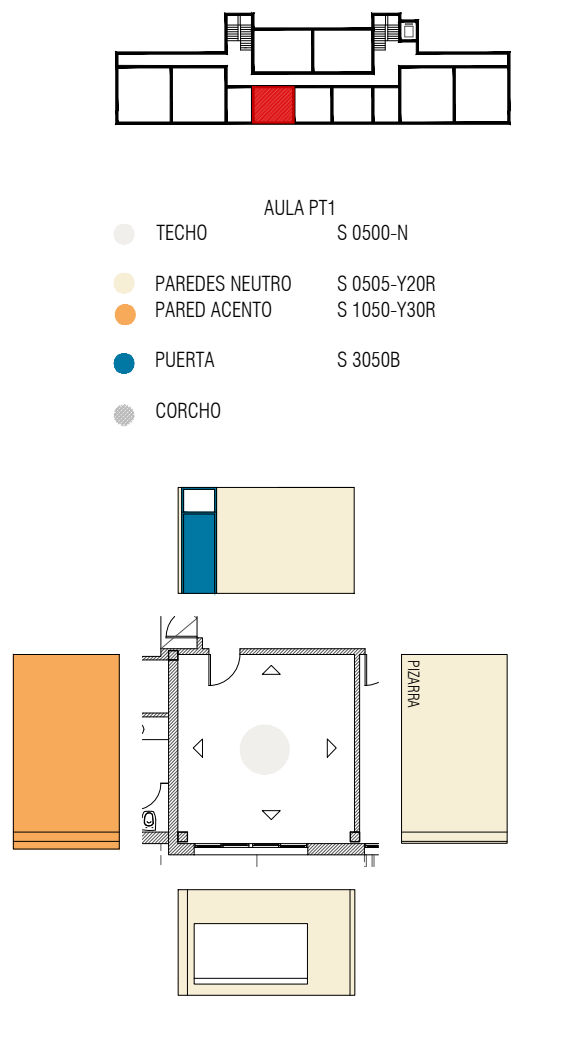 AULA PT1
TECHO S 0500-N
PAREDES NEUTRO S 0505-Y20R
PARED ACENTO S 1050-Y30R
PUERTA S 3050B
CORCHO
PIZARRA